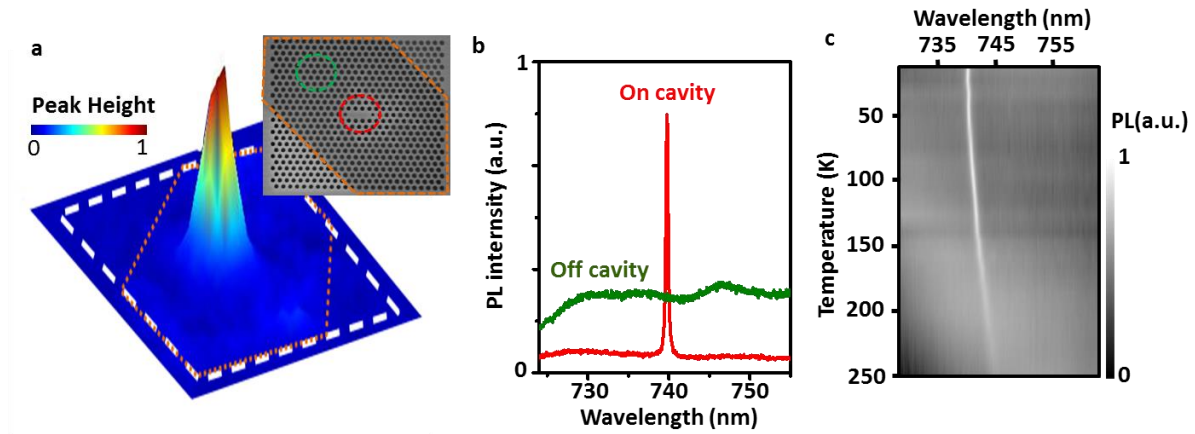 a
Peak Height
0 1
b
1
On cavity
Off cavity
0
PL internsity (a.u.)
730 740 750
Wavelength (nm)
c
Wavelength (nm)
735 745 755
50
100
150
200
250
Temperature (K)
PL(a.u.)
1
0